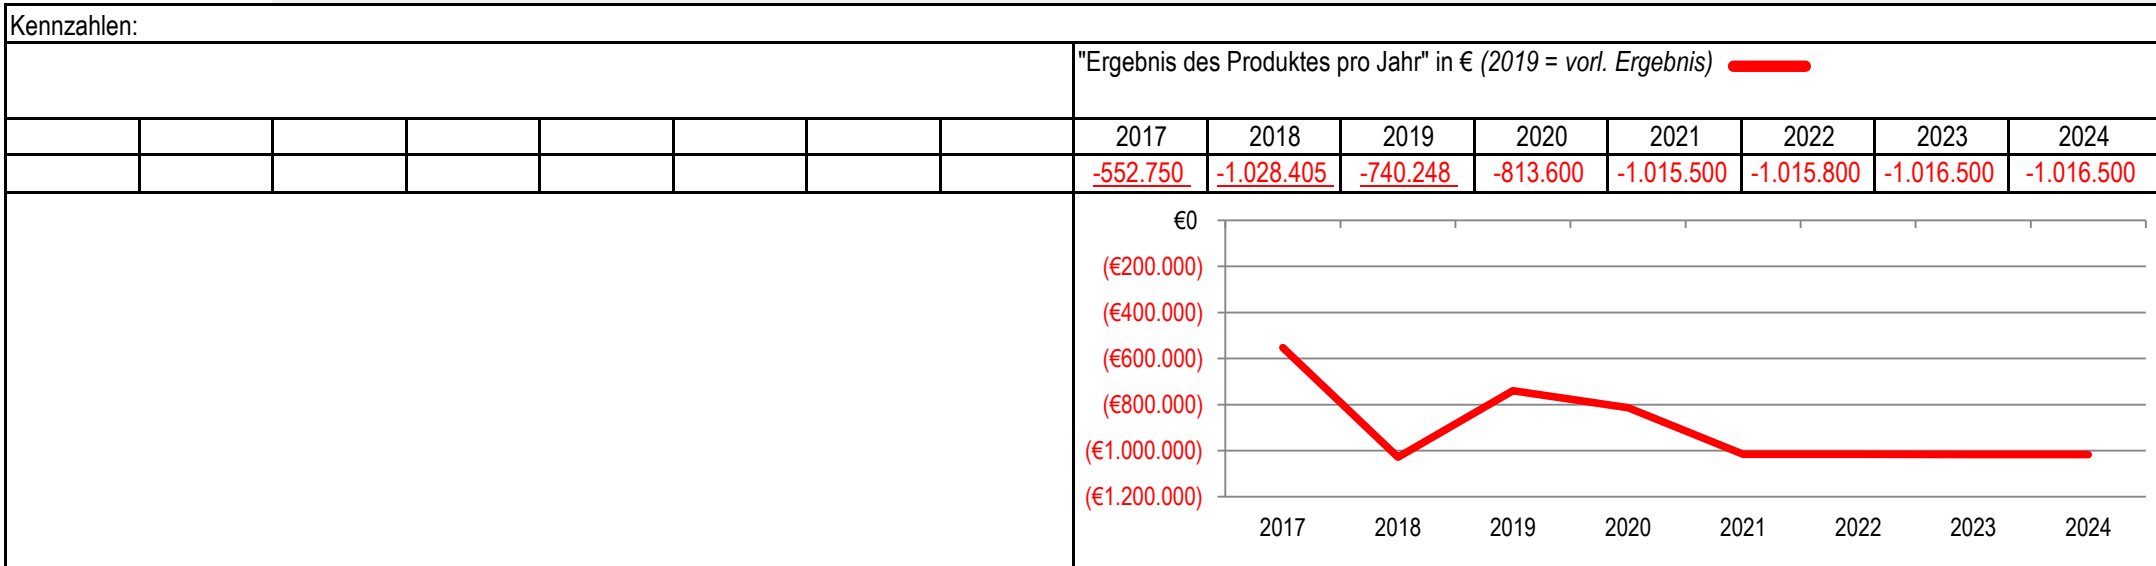 Kennzahlen:
"Ergebnis des Produktes pro Jahr" in € (2019 = vorl. Ergebnis)
2017 2018 2019 2020 2021 2022 2023 2024
-552.750 -1.028.405 -740.248 -813.600 -1.015.500 -1.015.800 -1.016.500 -1.016.500
€0
(€200.000)
(€400.000)
(€600.000)
(€800.000)
(€1.000.000)
(€1.200.000)
2017 2018 2019 2020 2021 2022 2023 2024